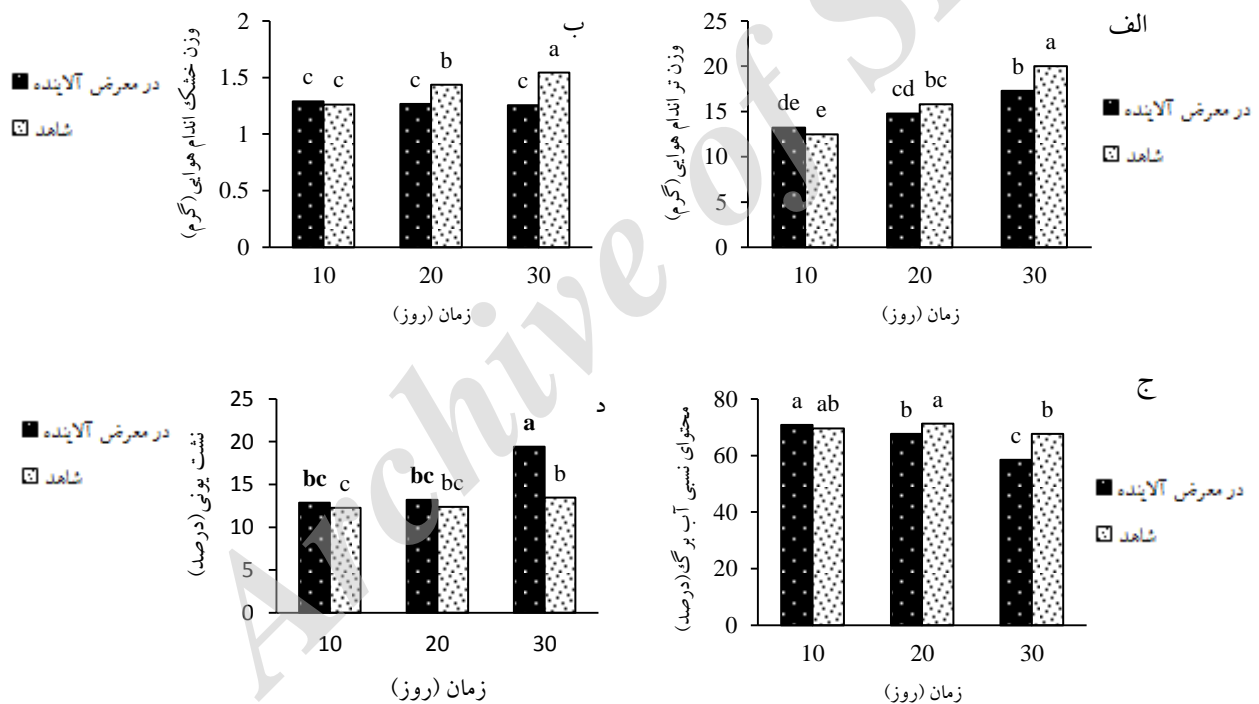 الف
25
20
15
10
5
0
وزن تر اندام هوایی(گرم)
de e cd bc b a
10 20 30
زمان (روز)
در معرض آلاینده
شاهد
ب
2
1.5
1
0.5
0
وزن خشک اندام هوایی(گرم)
c c c b c a
10 20 30
زمان (روز)
در معرض آلاینده
شاهد
ج
80
60
40
20
0
محتوای نسبی آب برگ(درصد)
a ab b a c b
10 20 30
زمان (روز)
در معرض آلاینده
شاهد
د
25
20
15
10
5
0
نشت یونی(درصد)
bc c bc bc a b
10 20 30
زمان (روز)
در معرض آلاینده
شاهد
Archive of S